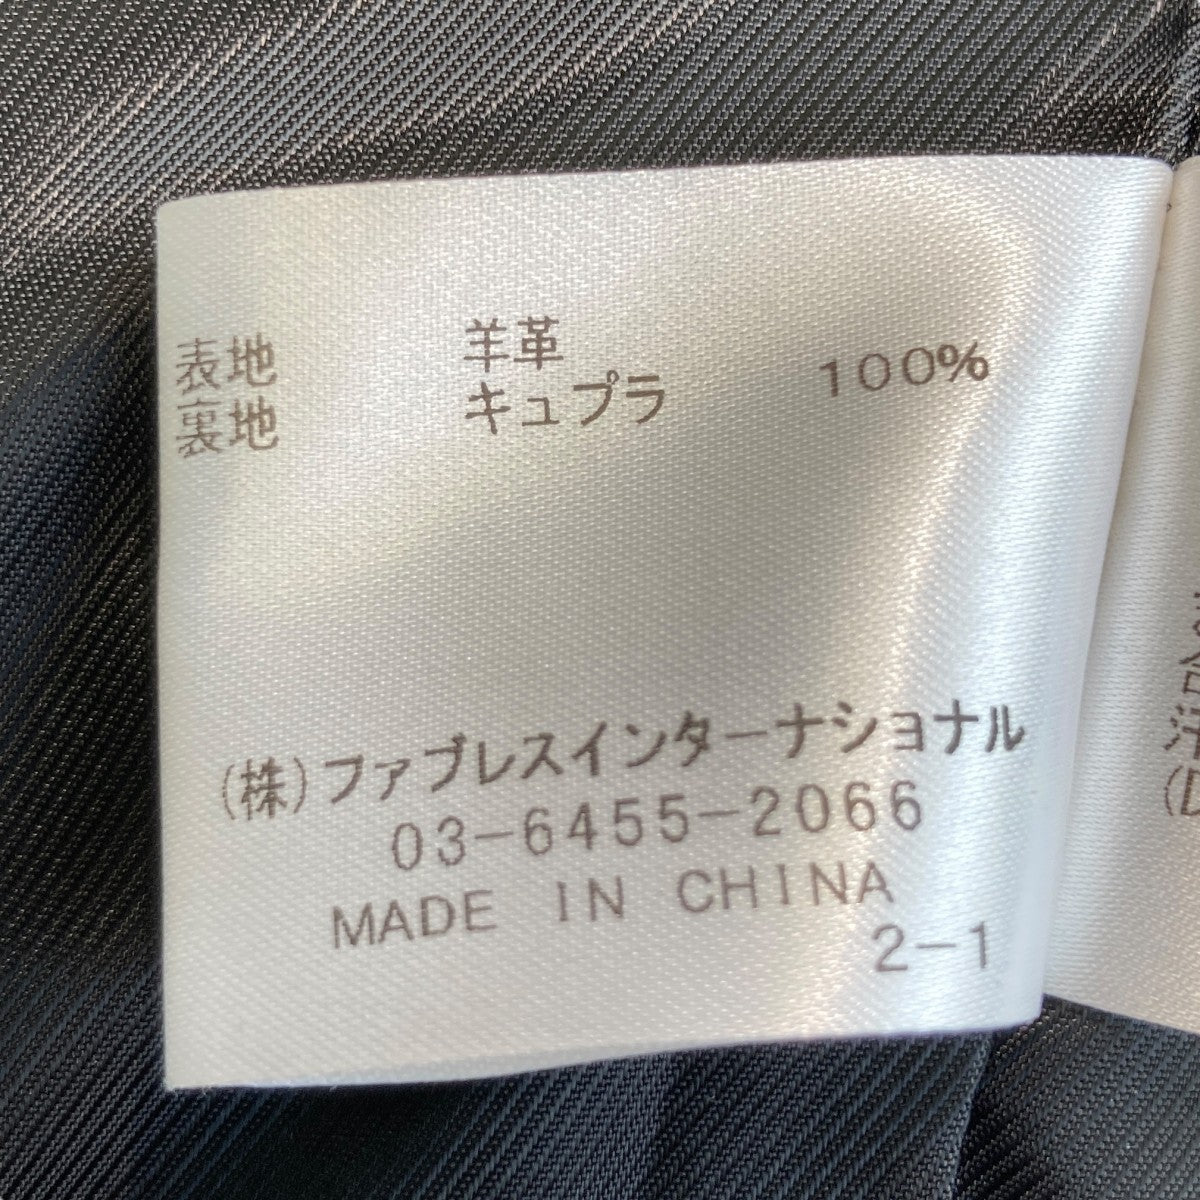 表地 羊革
裏地 キュプラ 100%
(株)ファブレスインターナショナル
03-6455-2066
MADE IN CHINA
2-1